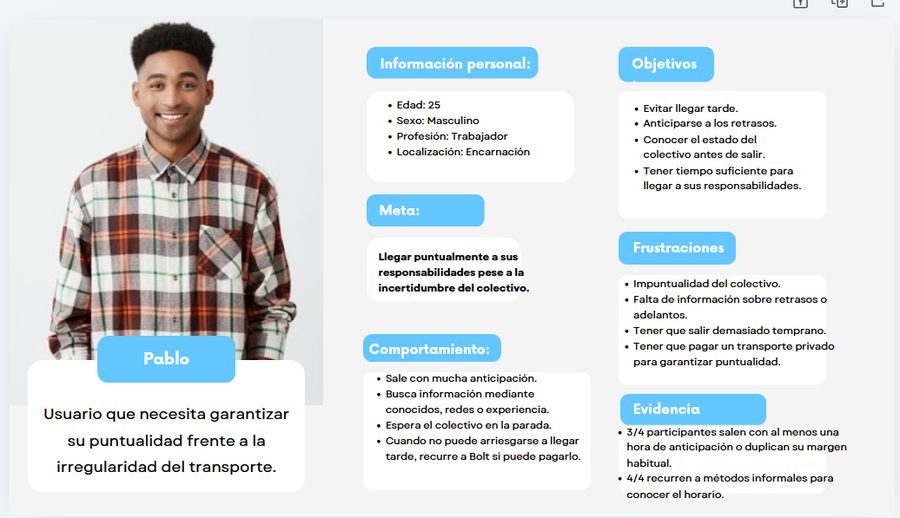 Pablo
Usuario que necesita garantizar
su puntualidad frente a la
irregularidad del transporte.
Información personal:
• Edad: 25
• Sexo: Masculino
• Profesión: Trabajador
• Localización: Encarnación
Meta:
Llegar puntualmente a sus
responsabilidades pese a la
incertidumbre del colectivo.
Comportamiento:
• Sale con mucha anticipación.
• Busca información mediante
conocidos, redes o experiencia.
• Espera el colectivo en la parada.
• Cuando no puede arriesgarse a llegar
tarde, recurre a Bolt si puede pagarlo.
Objetivos
• Evitar llegar tarde.
• Anticiparse a los retrasos.
• Conocer el estado del
colectivo antes de salir.
• Tener tiempo suficiente para
llegar a sus responsabilidades.
Frustraciones
• Impuntualidad del colectivo.
• Falta de información sobre retrasos o
adelantos.
• Tener que salir demasiado temprano.
• Tener que pagar un transporte privado
para garantizar puntualidad.
Evidencia
• 3/4 participantes salen con al menos una
hora de anticipación o duplican su margen
habitual.
• 4/4 recurren a métodos informales para
conocer el horario.